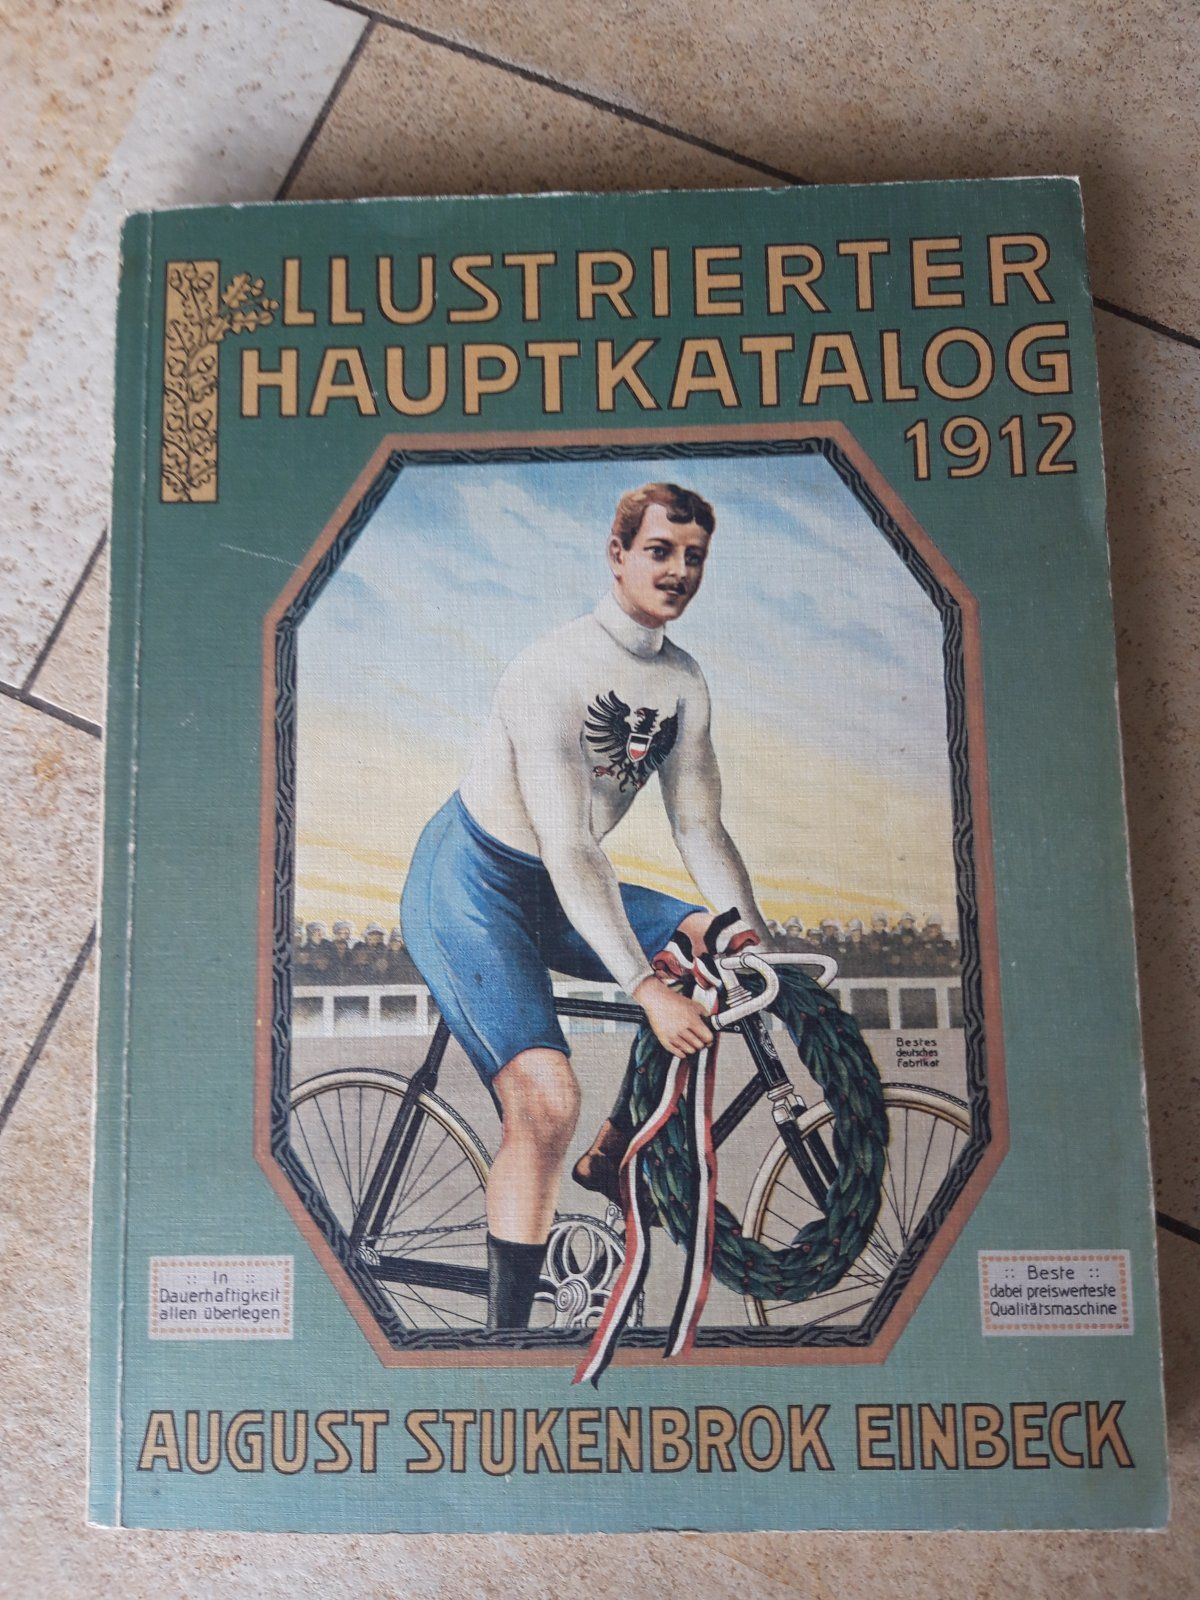 ILLUSTRIERTER
HAUPTKATALOG
1912
Bestes
deutsches
Fabrikat
:: In ::
Dauerhaftigkeit
allen überlegen
:: Beste ::
dabei preiswerteste
Qualitätsmaschine
AUGUST STUKENBROK EINBECK